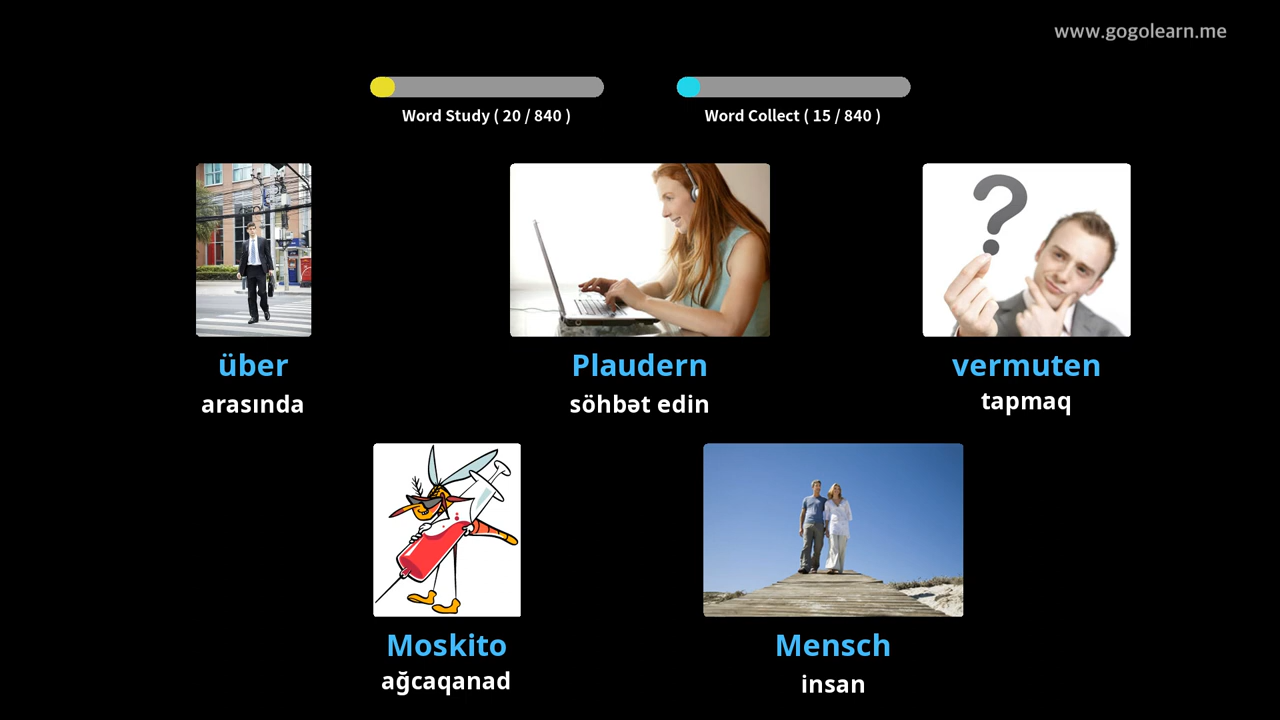 www.gogolearn.me
Word Study ( 20 / 840 )
Word Collect ( 15 / 840 )
über
arasında
Plaudern
söhbət edin
vermuten
tapmaq
Moskito
ağcaqanad
Mensch
insan